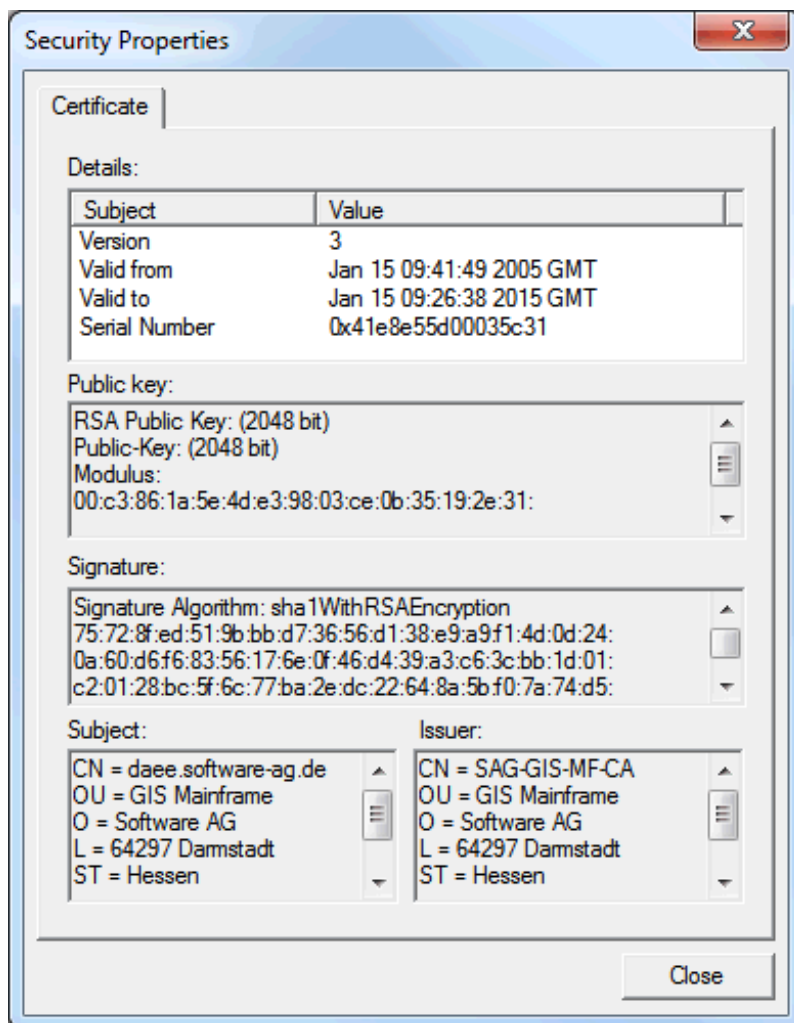 Security Properties
Certificate
Details:
Subject Value
Version 3
Valid from Jan 15 09:41:49 2005 GMT
Valid to Jan 15 09:26:38 2015 GMT
Serial Number 0x41e8e55d00035c31
Public key:
RSA Public Key: (2048 bit)
Public-Key: (2048 bit)
Modulus:
00:c3:86:1a:5e:4d:e3:98:03:ce:0b:35:19:2e:31:
Signature:
Signature Algorithm: sha1WithRSAEncryption
75:72:8f:ed:51:9b:bb:d7:36:56:d1:38:e9:a9:f1:4d:0d:24:
0a:60:d6:f6:83:56:17:6e:0f:46:d4:39:a3:c6:3c:bb:1d:01:
c2:01:28:bc:5f:6c:77:ba:2e:dc:22:64:8a:5b:f0:7a:74:d5:
Subject:
CN = daee.software-ag.de
OU = GIS Mainframe
O = Software AG
L = 64297 Darmstadt
ST = Hessen
Issuer:
CN = SAG-GIS-MF-CA
OU = GIS Mainframe
O = Software AG
L = 64297 Darmstadt
ST = Hessen
Close